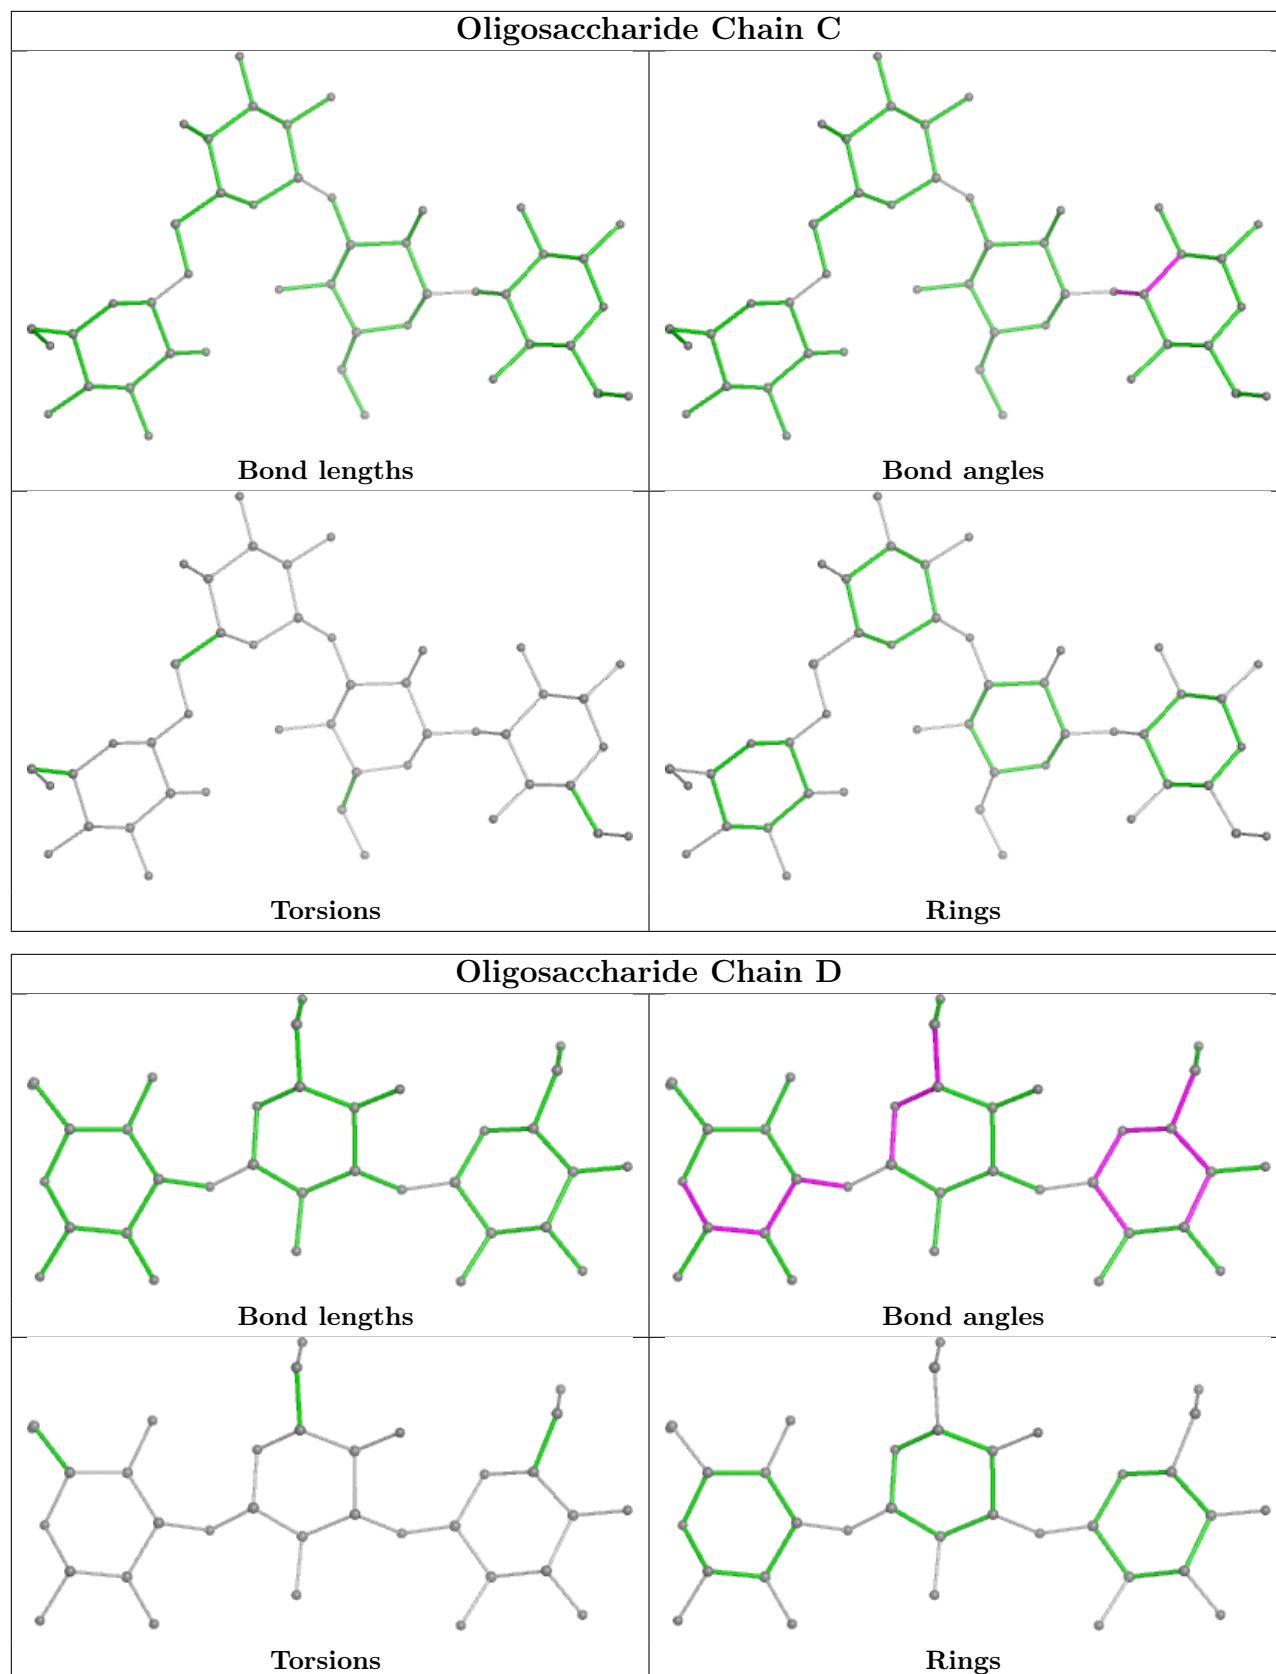 Oligosaccharide Chain C
Bond lengths
Bond angles
Torsions
Rings
Oligosaccharide Chain D
Bond lengths
Bond angles
Torsions
Rings